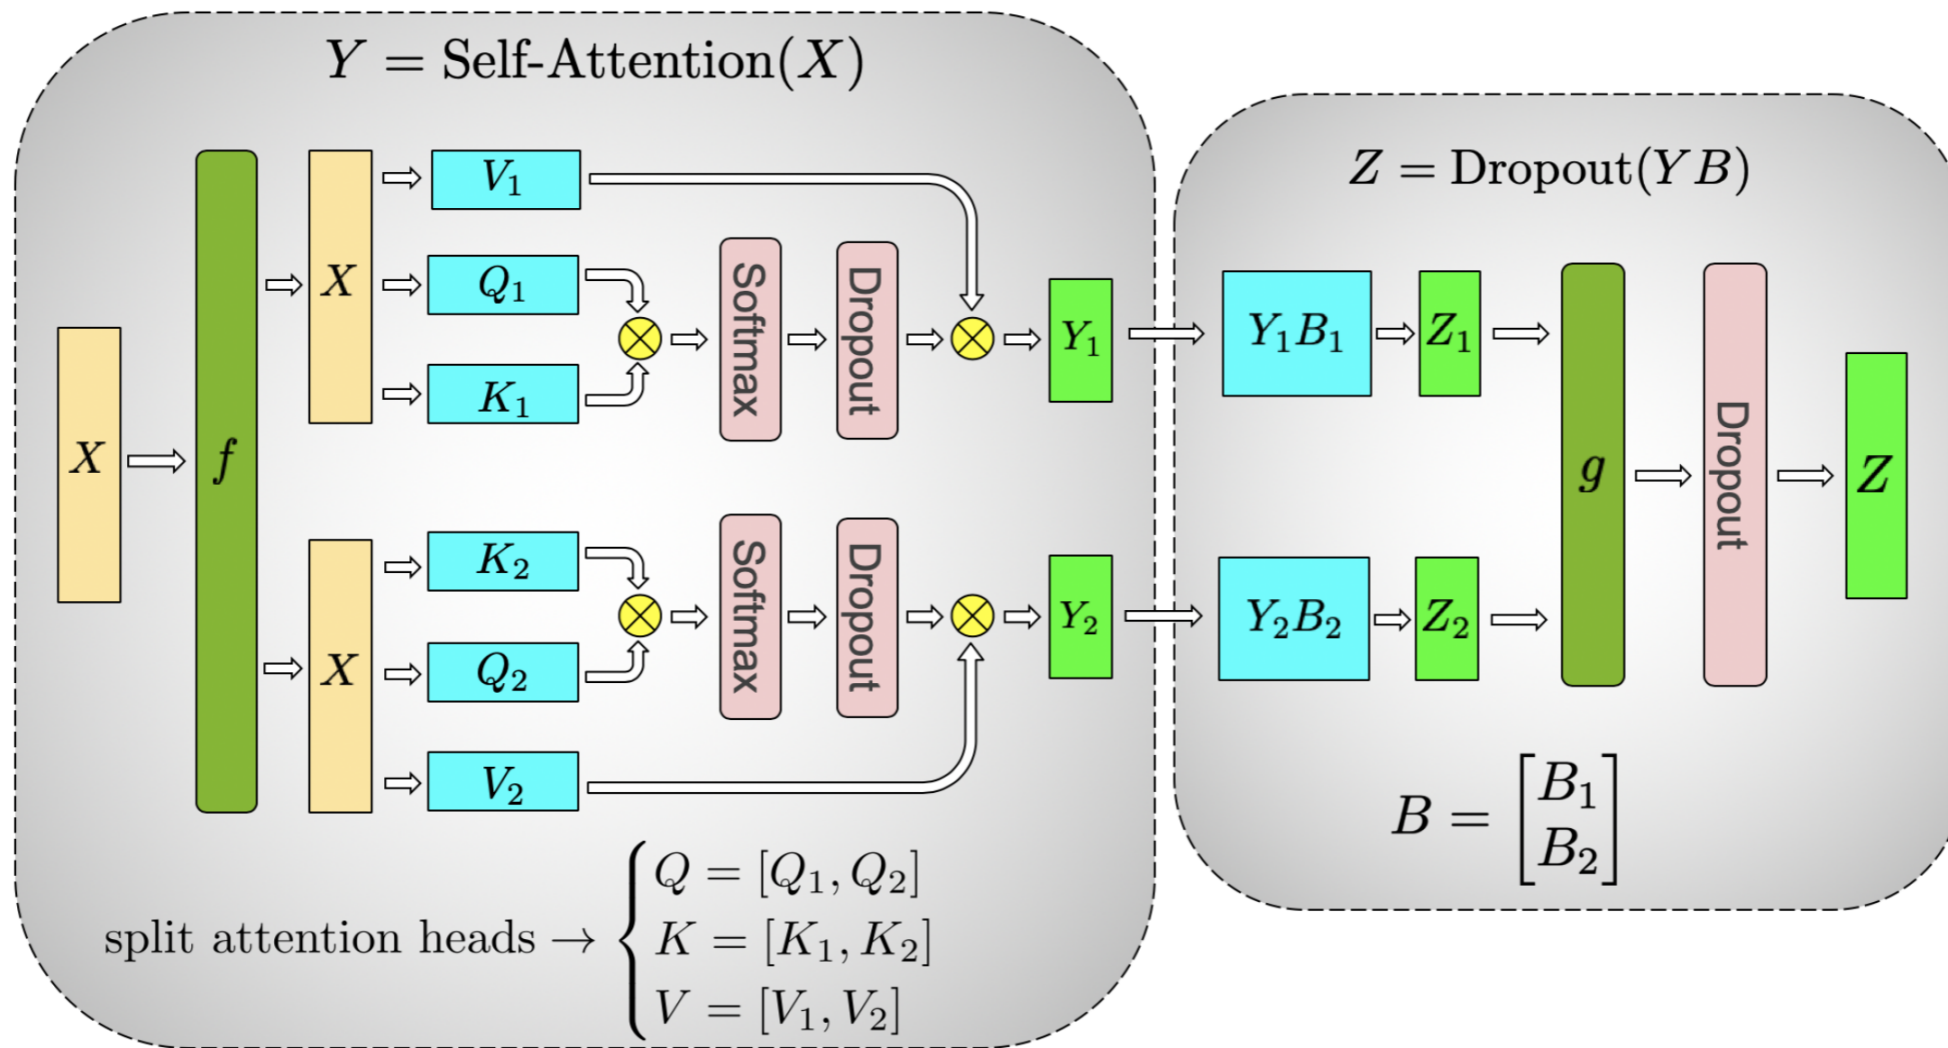 Y = Self-Attention(X)
X
f
X
V₁
Q₁
K₁
Softmax
Dropout
Y₁
X
K₂
Q₂
V₂
Softmax
Dropout
Y₂
split attention heads → { Q = [Q₁, Q₂]
K = [K₁, K₂]
V = [V₁, V₂]
Z = Dropout(YB)
Y₁B₁
Z₁
Y₂B₂
Z₂
g
Dropout
Z
B = [B₁
B₂]